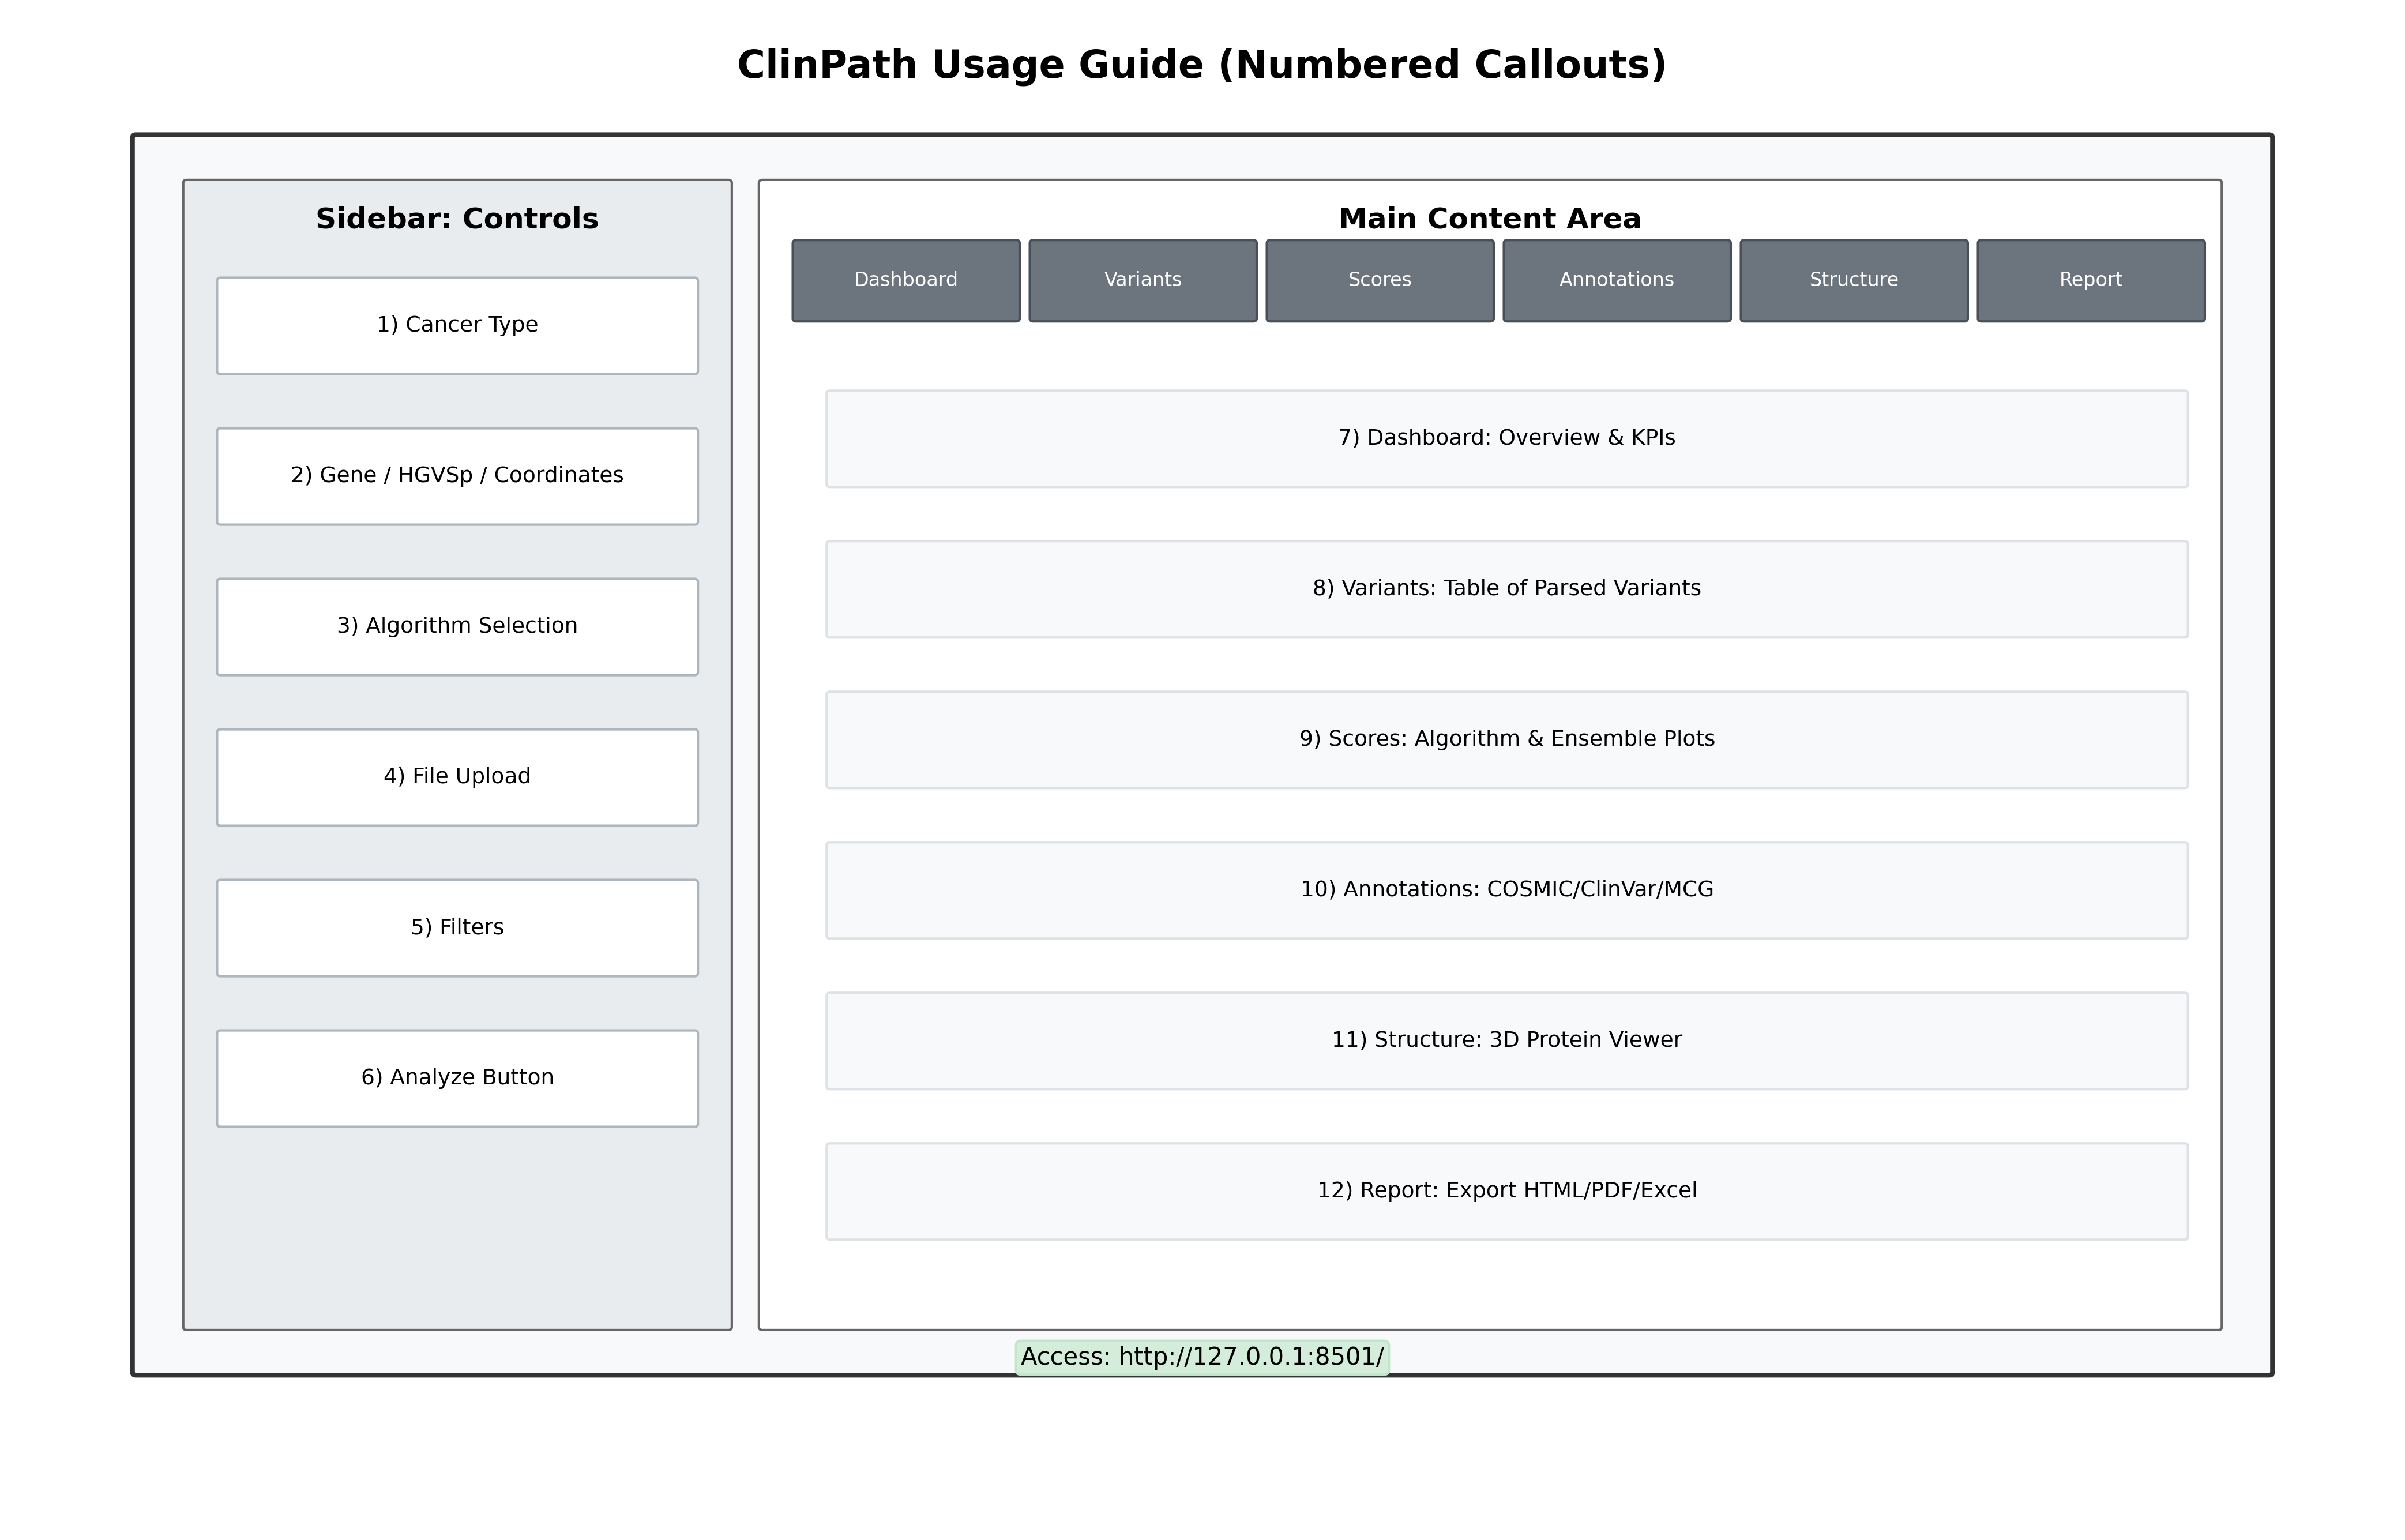 ClinPath Usage Guide (Numbered Callouts)
Sidebar: Controls
1) Cancer Type
2) Gene / HGVSp / Coordinates
3) Algorithm Selection
4) File Upload
5) Filters
6) Analyze Button
Main Content Area
Dashboard
Variants
Scores
Annotations
Structure
Report
7) Dashboard: Overview & KPIs
8) Variants: Table of Parsed Variants
9) Scores: Algorithm & Ensemble Plots
10) Annotations: COSMIC/ClinVar/MCG
11) Structure: 3D Protein Viewer
12) Report: Export HTML/PDF/Excel
Access: http://127.0.0.1:8501/